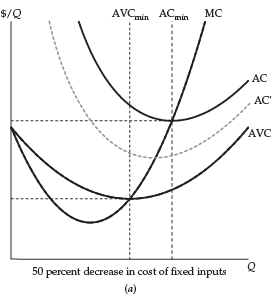 $/Q
AVCmin ACmin MC
AC
AC'
AVC
Q
50 percent decrease in cost of fixed inputs
(a)